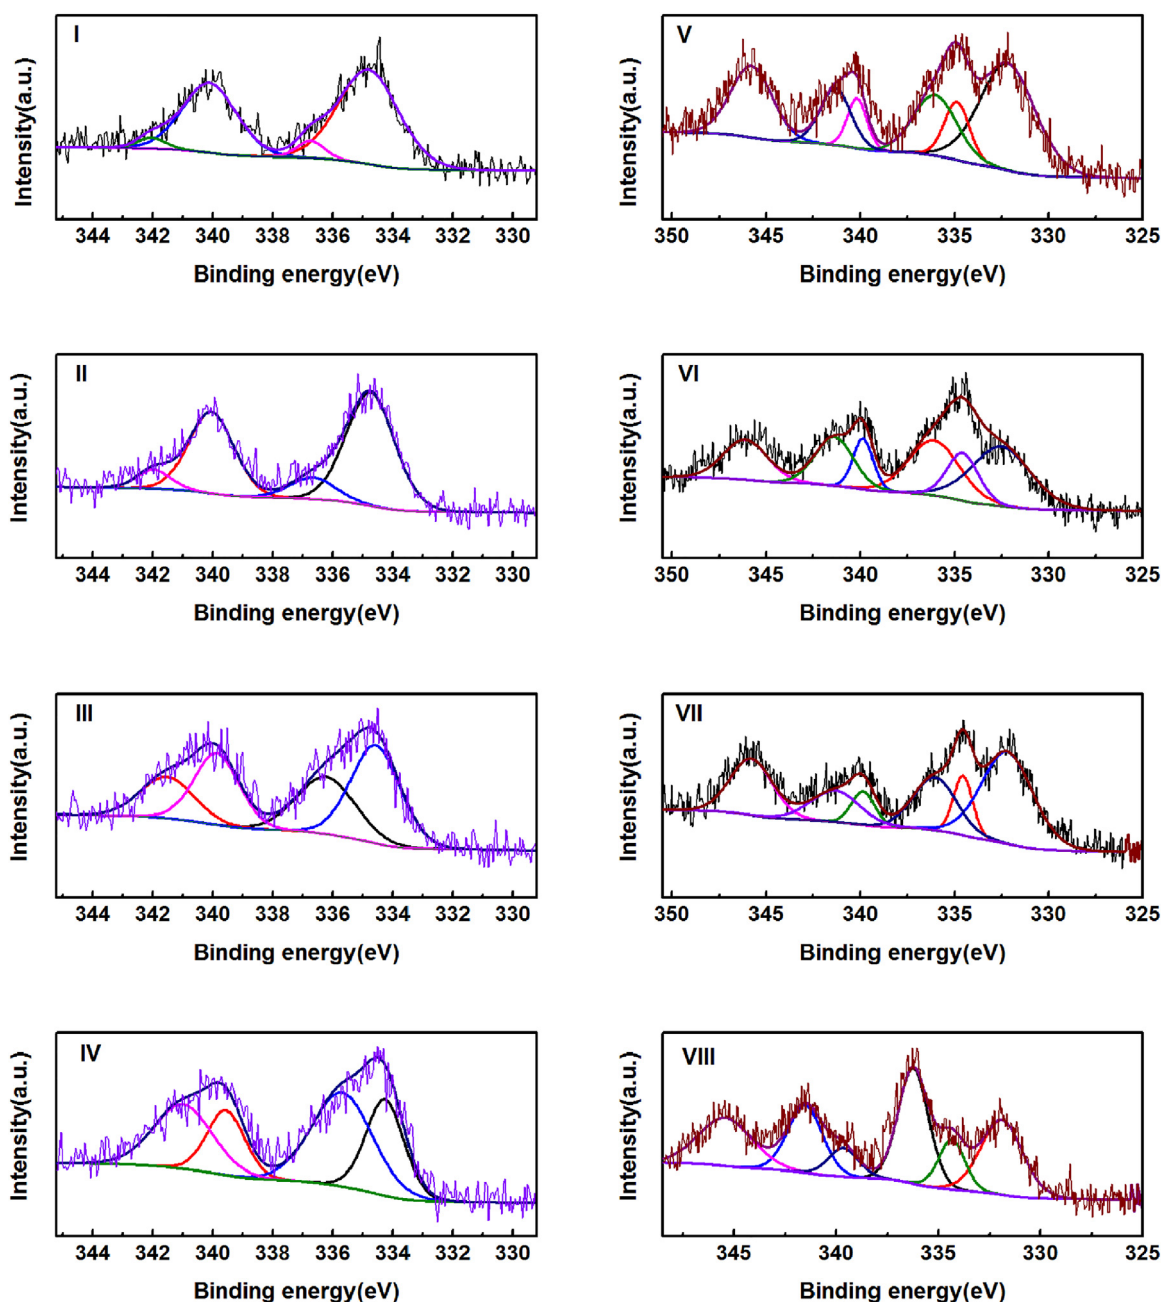 I
Intensity(a.u.)
344 342 340 338 336 334 332 330
Binding energy(eV)
V
Intensity(a.u.)
350 345 340 335 330 325
Binding energy(eV)
II
Intensity(a.u.)
344 342 340 338 336 334 332 330
Binding energy(eV)
VI
Intensity(a.u.)
350 345 340 335 330 325
Binding energy(eV)
III
Intensity(a.u.)
344 342 340 338 336 334 332 330
Binding energy(eV)
VII
Intensity(a.u.)
350 345 340 335 330 325
Binding energy(eV)
IV
Intensity(a.u.)
344 342 340 338 336 334 332 330
Binding energy(eV)
VIII
Intensity(a.u.)
345 340 335 330 325
Binding energy(eV)